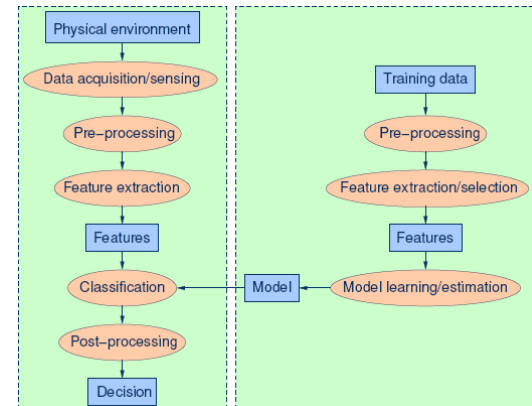 Physical environment
Data acquisition/sensing
Pre−processing
Feature extraction
Features
Classification
Post−processing
Decision
Training data
Pre−processing
Feature extraction/selection
Features
Model learning/estimation
Model